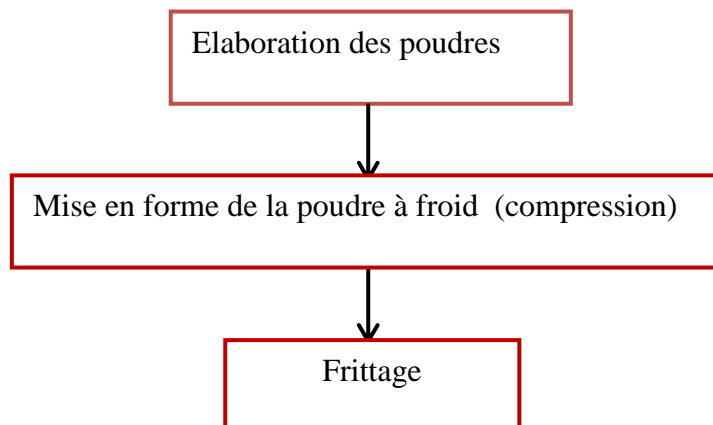 Elaboration des poudres
Mise en forme de la poudre à froid (compression)
Frittage